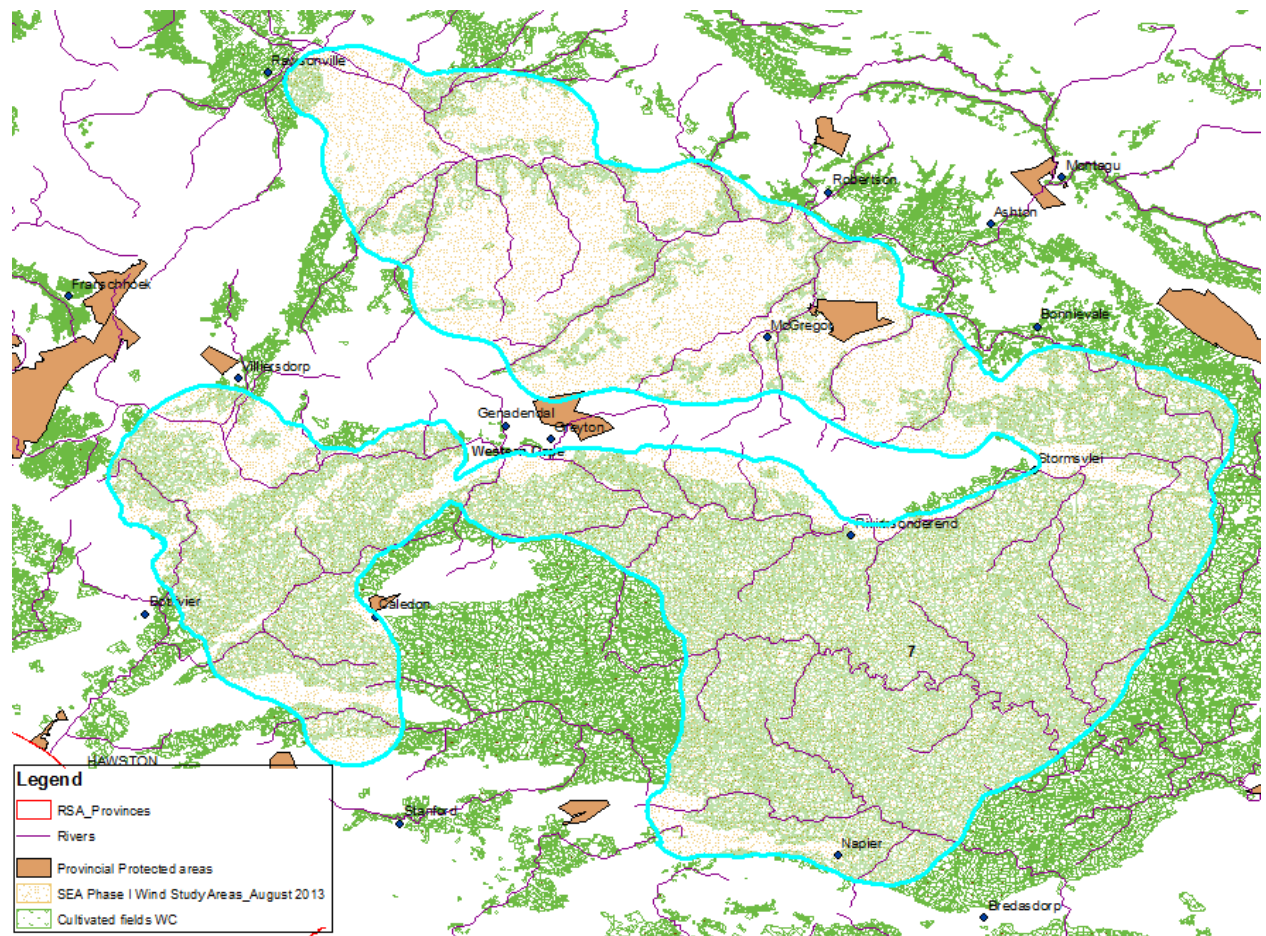 Rawsonville
Montagu
Robertson
Ashton
Franschhoek
Bonnievale
McGregor
Villiersdorp
Genadendal
Greyton
Western Cape
Stormsvlei
Riviersonderend
Botrivier
Caledon
7
HAWSTON
Stanford
Napier
Bredasdorp
Legend
RSA_Provinces
Rivers
Provincial Protected areas
SEA Phase I Wind Study Areas_August 2013
Cultivated fields WC